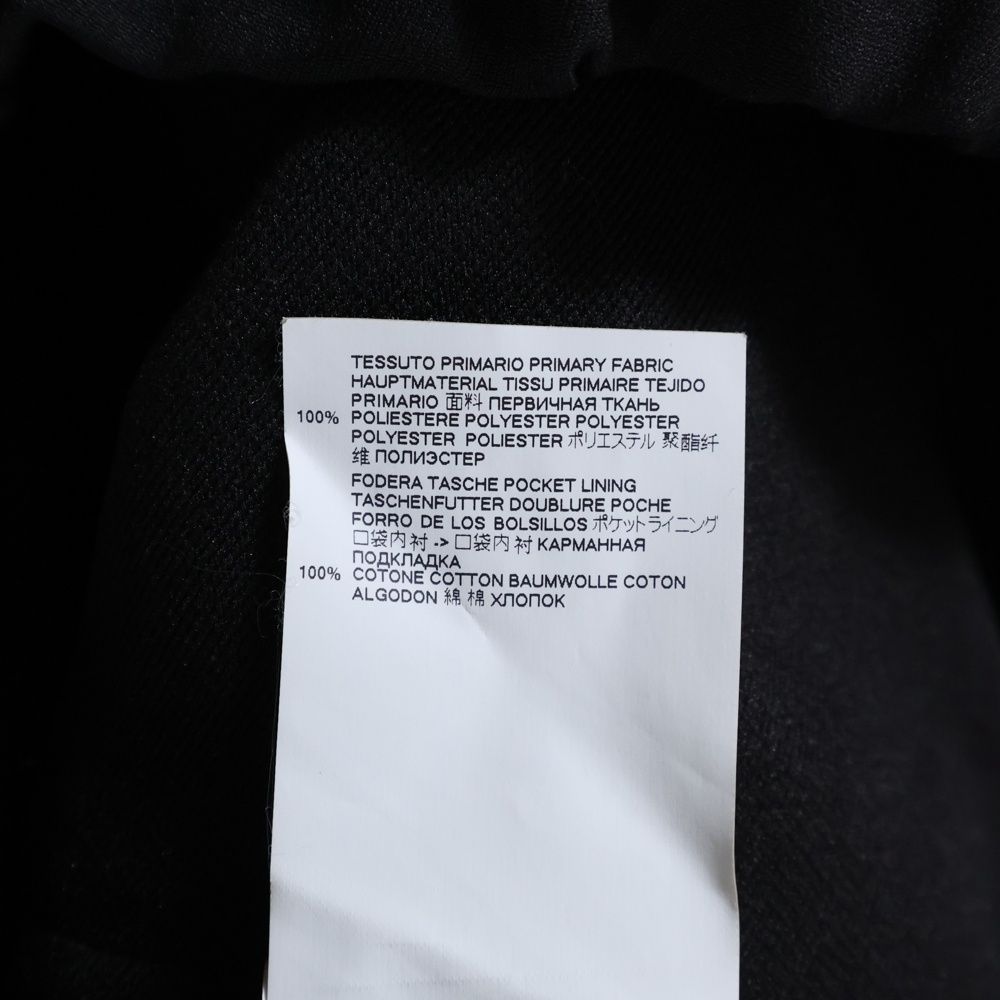 TESSUTO PRIMARIO PRIMARY FABRIC
HAUPTMATERIAL TISSU PRIMAIRE TEJIDO
PRIMARIO 面料 ПЕРВИЧНАЯ ТКАНЬ
100% POLIESTERE POLYESTER POLYESTER
POLYESTER POLIESTER ポリエステル 聚酯纤
维 ПОЛИЭСТЕР
FODERA TASCHE POCKET LINING
TASCHENFUTTER DOUBLURE POCHE
FORRO DE LOS BOLSILLOS ポケットライニング
口袋内衬 -> 口袋内衬 КАРМАННАЯ
ПОДКЛАДКА
100% COTONE COTTON BAUMWOLLE COTON
ALGODON 綿 棉 ХЛОПОК